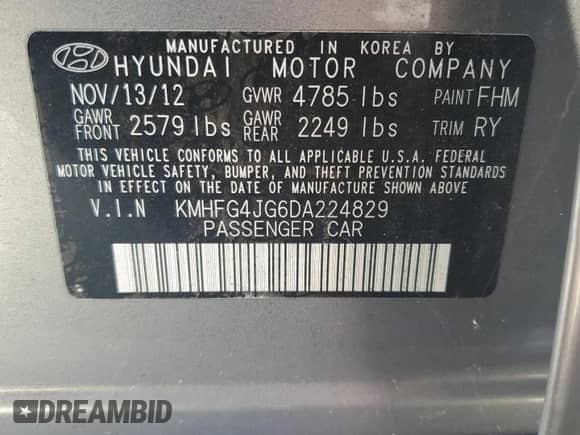 MANUFACTURED IN KOREA BY
HYUNDAI MOTOR COMPANY
NOV/13/12 GVWR 4785 lbs PAINT FHM
GAWR FRONT 2579 lbs GAWR REAR 2249 lbs TRIM RY
THIS VEHICLE CONFORMS TO ALL APPLICABLE U.S.A. FEDERAL
MOTOR VEHICLE SAFETY, BUMPER, AND THEFT PREVENTION STANDARDS
IN EFFECT ON THE DATE OF MANUFACTURE SHOWN ABOVE
V.I.N KMHFG4JG6DA224829
PASSENGER CAR
DREAMBID